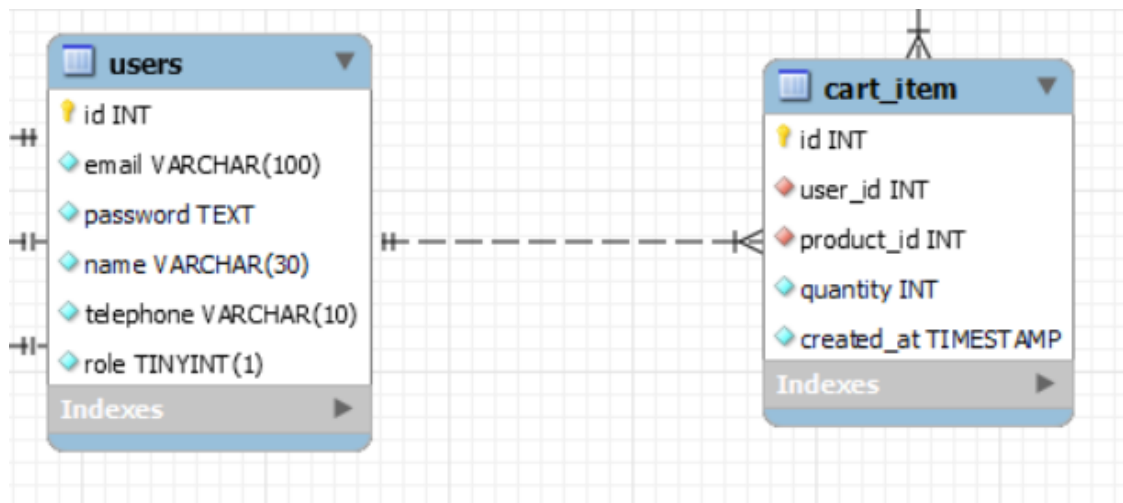 users
id INT
email VARCHAR(100)
password TEXT
name VARCHAR(30)
telephone VARCHAR(10)
role TINYINT(1)
Indexes
cart_item
id INT
user_id INT
product_id INT
quantity INT
created_at TIMESTAMP
Indexes